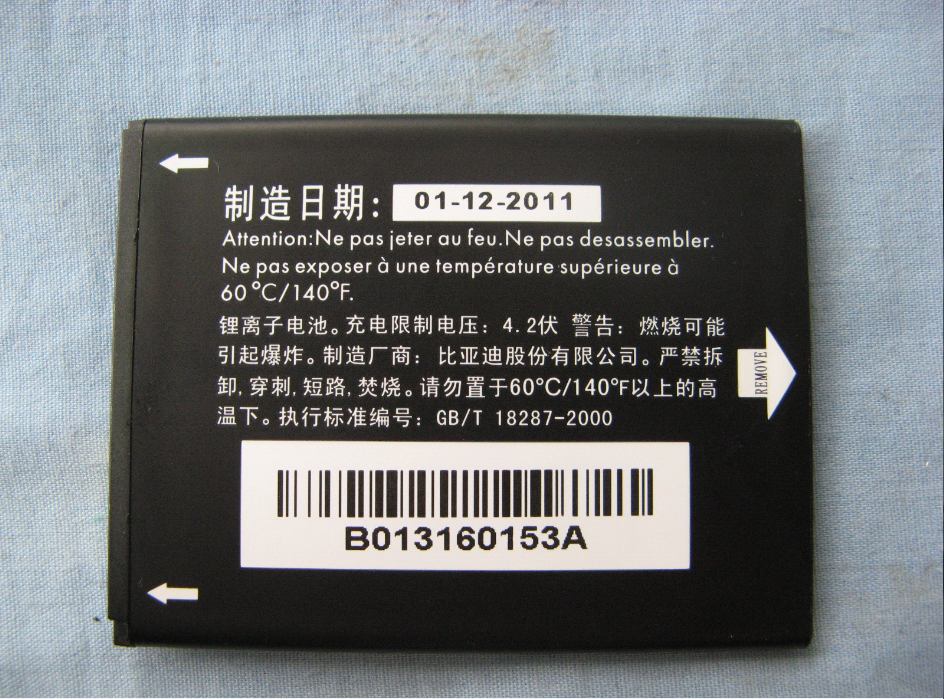 制造日期: 01-12-2011
Attention:Ne pas jeter au feu.Ne pas desassembler.
Ne pas exposer à une température supérieure à
60°C/140°F.
锂离子电池。充电限制电压: 4.2伏 警告: 燃烧可能
引起爆炸。制造厂商: 比亚迪股份有限公司。严禁拆
卸,穿刺,短路,焚烧。请勿置于60°C/140°F以上的高
温下。执行标准编号: GB/T 18287-2000
REMOVE
B013160153A